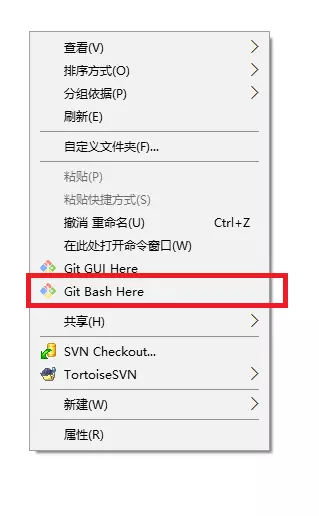 查看(V)
排序方式(O)
分组依据(P)
刷新(E)
自定义文件夹(F)...
粘贴(P)
粘贴快捷方式(S)
撤消 重命名(U) Ctrl+Z
在此处打开命令窗口(W)
Git GUI Here
Git Bash Here
共享(H)
SVN Checkout...
TortoiseSVN
新建(W)
属性(R)